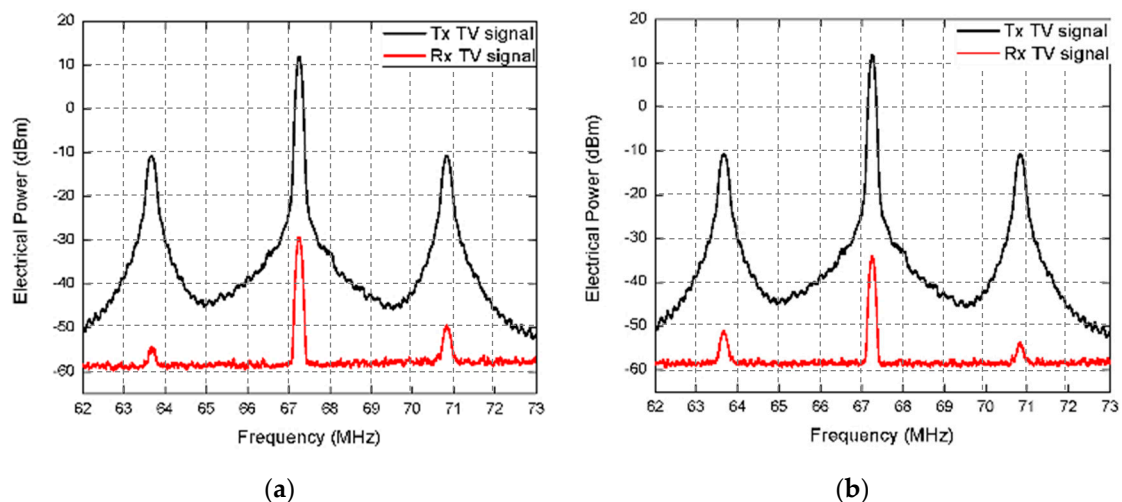 20
10
0
-10
-20
-30
-40
-50
-60
Electrical Power (dBm)
Tx TV signal
Rx TV signal
62 63 64 65 66 67 68 69 70 71 72 73
Frequency (MHz)
(a)
20
10
0
-10
-20
-30
-40
-50
-60
Electrical Power (dBm)
Tx TV signal
Rx TV signal
62 63 64 65 66 67 68 69 70 71 72 73
Frequency (MHz)
(b)